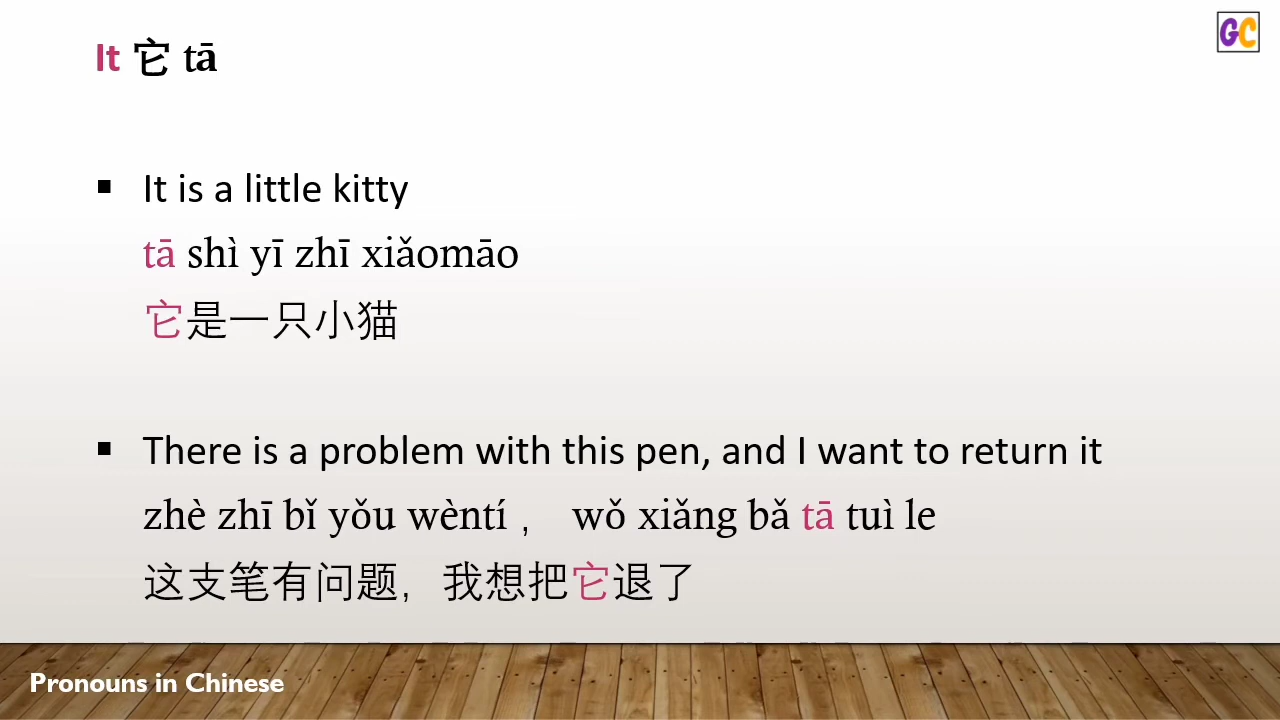 It 它 tā
GC
▪ It is a little kitty
tā shì yī zhī xiǎomāo
它是一只小猫
▪ There is a problem with this pen, and I want to return it
zhè zhī bǐ yǒu wèntí， wǒ xiǎng bǎ tā tuì le
这支笔有问题，我想把它退了
Pronouns in Chinese